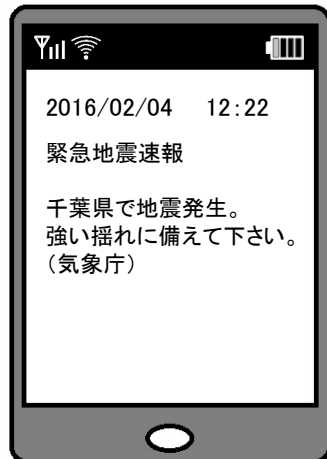 2016/02/04 12:22
緊急地震速報
千葉県で地震発生。
強い揺れに備えて下さい。
（気象庁）